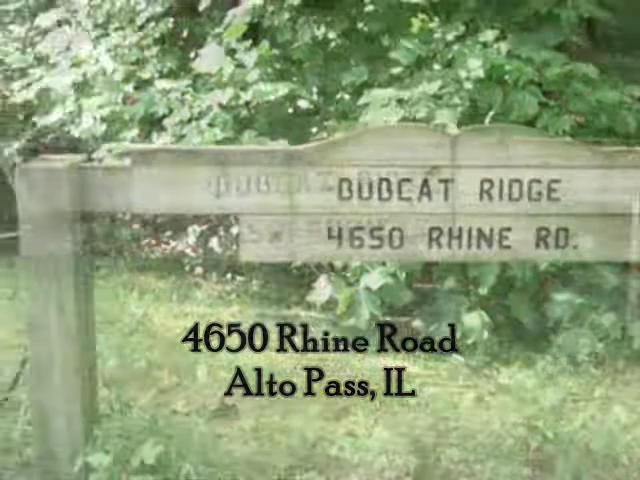 BOBCAT RIDGE
4650 RHINE RD.
4650 Rhine Road
Alto Pass, IL